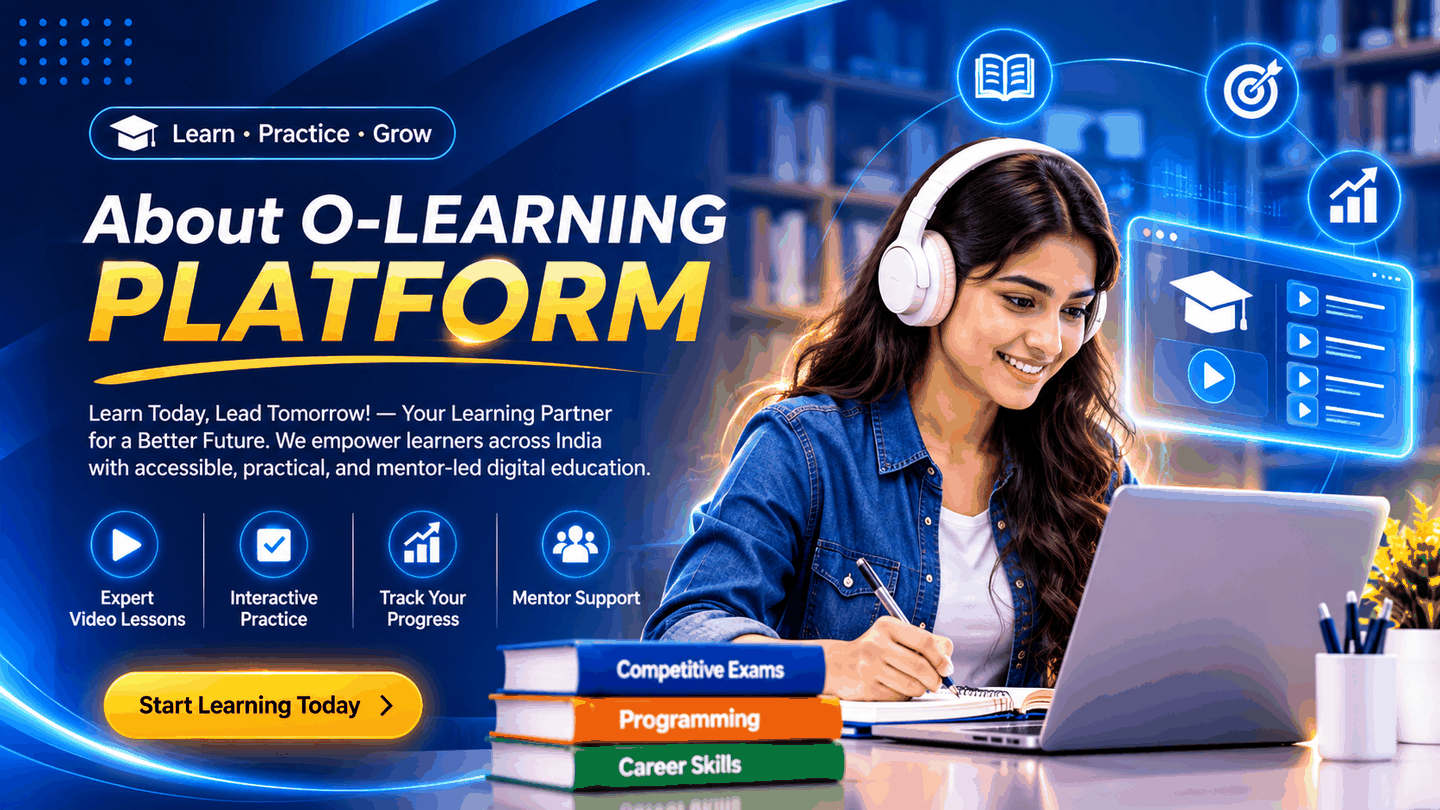 Learn • Practice • Grow
About O-LEARNING
PLATFORM
Learn Today, Lead Tomorrow! — Your Learning Partner
for a Better Future. We empower learners across India
with accessible, practical, and mentor-led digital education.
Expert
Video Lessons
Interactive
Practice
Track Your
Progress
Mentor Support
Start Learning Today
Competitive Exams
Programming
Career Skills